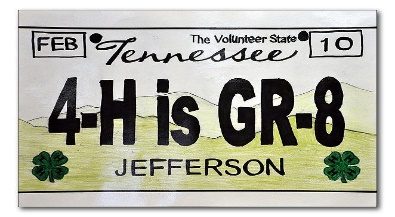 The Volunteer State
FEB Tennessee 10
4-H is GR-8
JEFFERSON